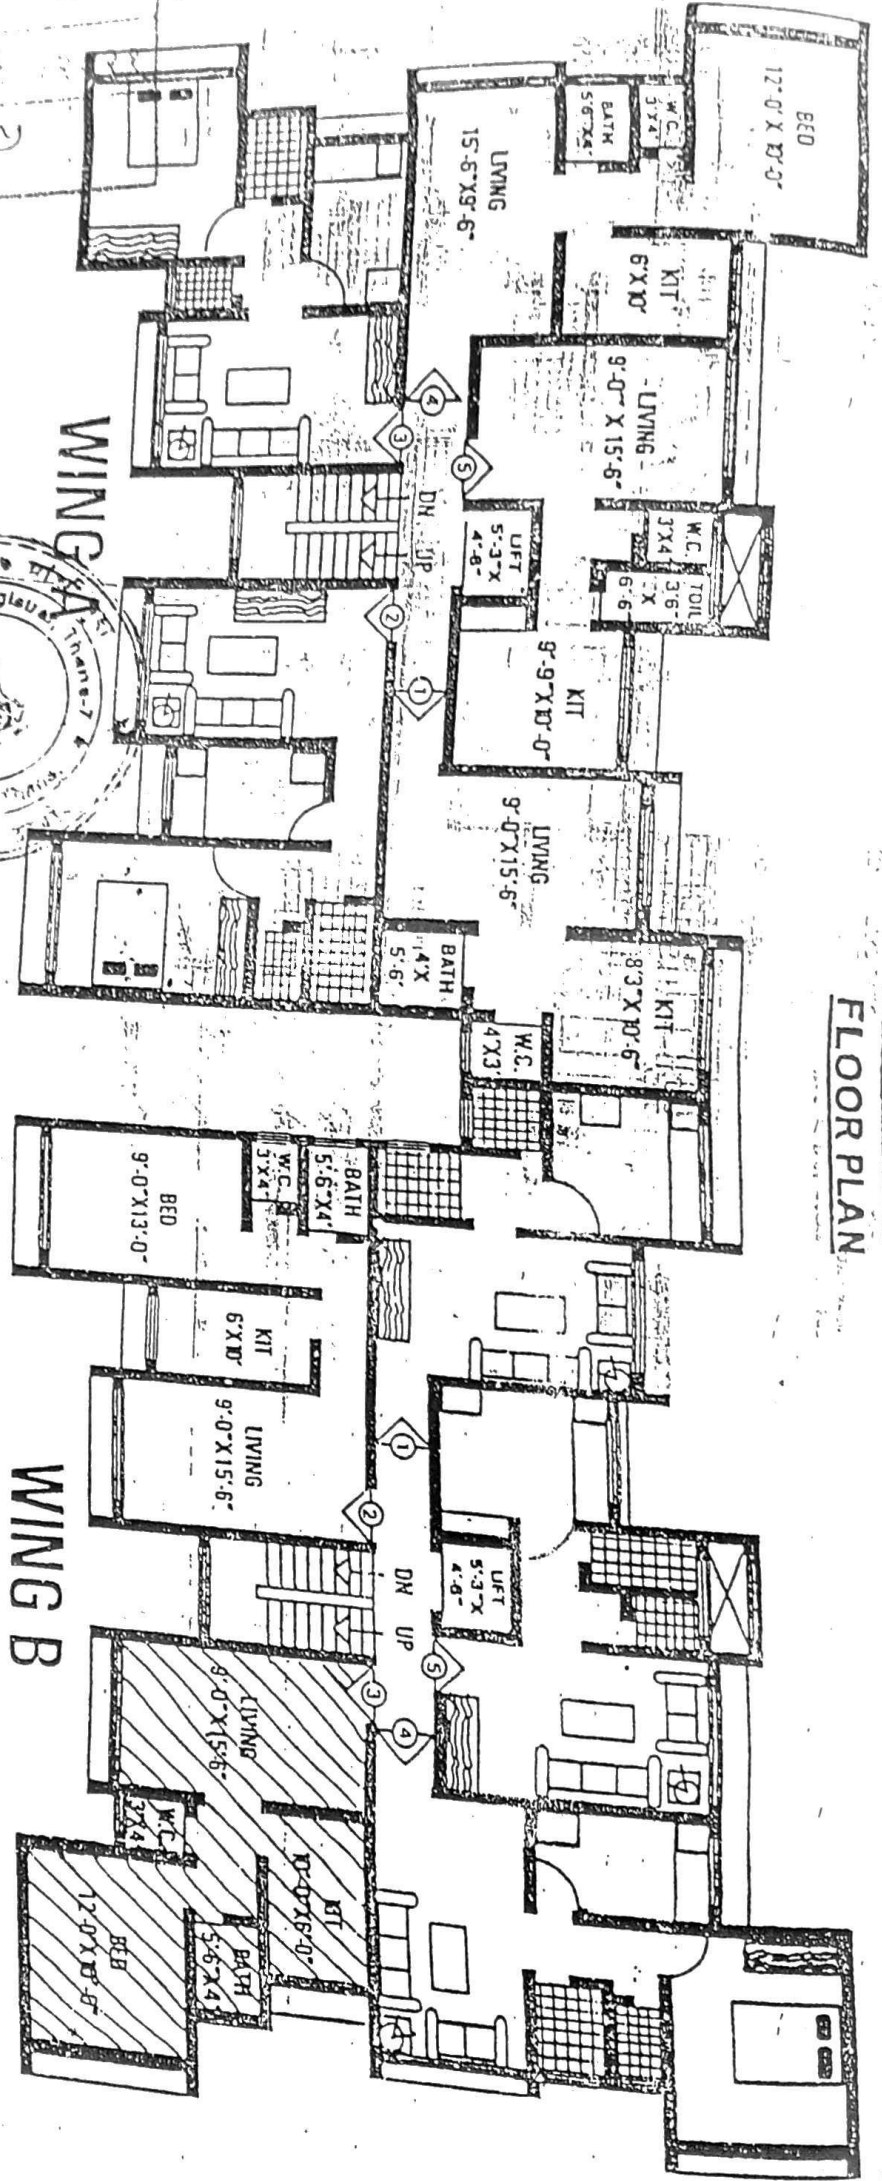 FLOOR PLAN
BED
12'-0" X 10'-0"
W.C.
3'X4'
BATH
5'6"X4'
LIVING
15'-6"X9'-6"
KIT
6'X10'
LIVING
9'-0" X 15'-6"
W.C.
3'X4'
TOIL
3'6"
X
6'6
LIFT
5'-3"X
4'-8"
KIT
9'-9"X10'-0"
LIVING
9'-0"X15'-6"
KIT
8'3"X10'-6"
BATH
4'X
5'6"
W.C.
4'X3'
4
3
5
DN
UP
2
1
WING A
Thane-7
BED
9'-0"X13'-0"
W.C.
3'X4'
BATH
5'6"X4'
KIT
6'X10'
LIVING
9'-0"X15'-6"
1
2
DN
UP
LIFT
5'-3"X
4'-8"
5
3
4
LIVING
9'-0"X15'6"
W.C.
3'X4'
KIT
10'-0"X6'-0"
BATH
5'6"X4'
BED
12'-0"X10'-0"
WING B